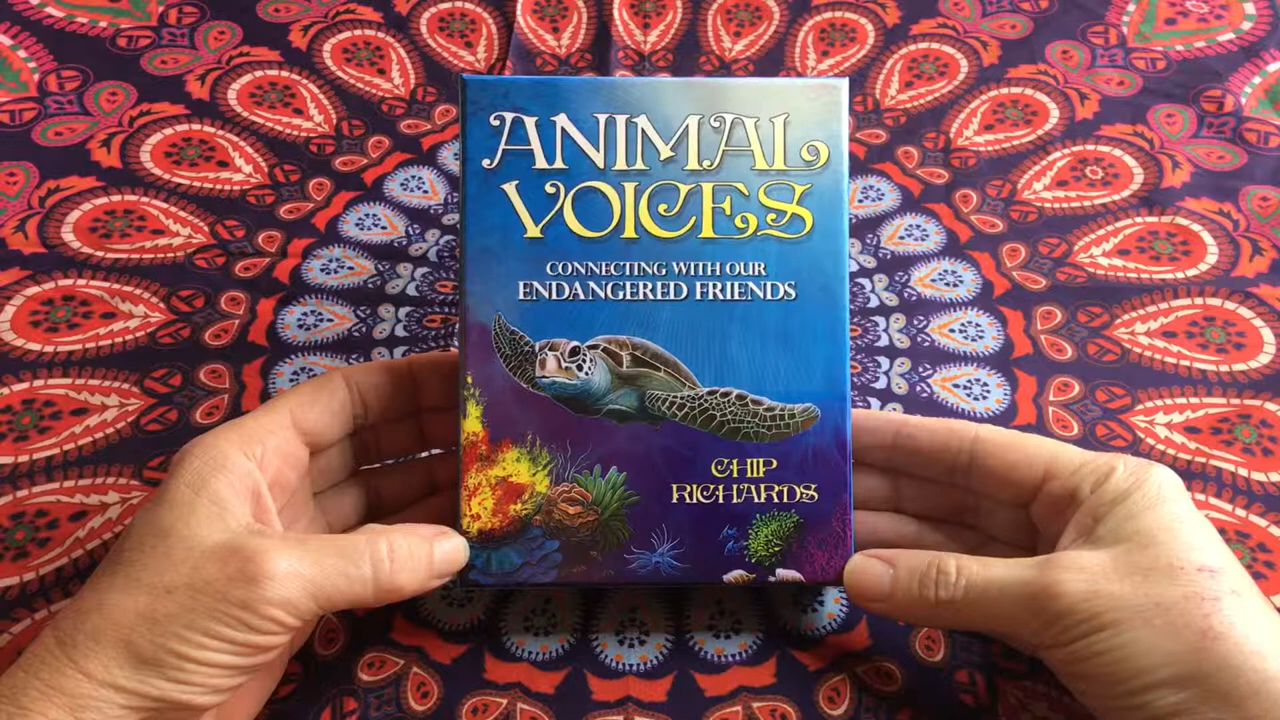 ANIMAL
VOICES
CONNECTING WITH OUR
ENDANGERED FRIENDS
CHIP
RICHARDS